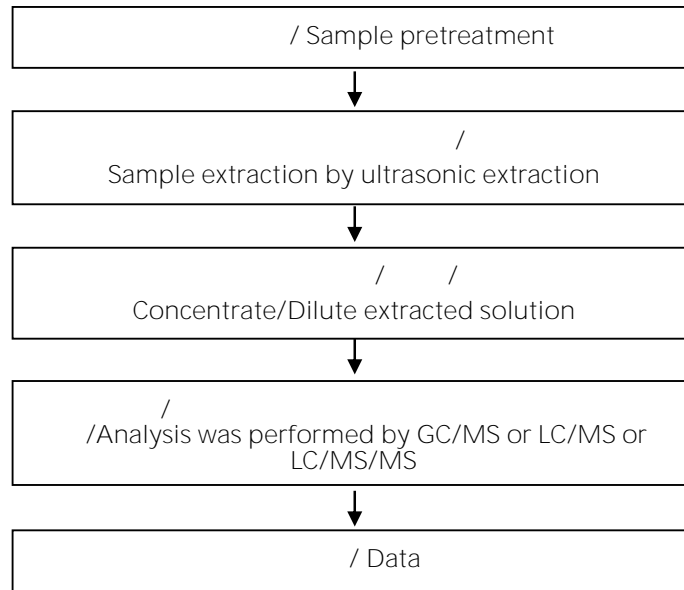 / Sample pretreatment
/
Sample extraction by ultrasonic extraction
/ /
Concentrate/Dilute extracted solution
/
/Analysis was performed by GC/MS or LC/MS or
LC/MS/MS
/ Data